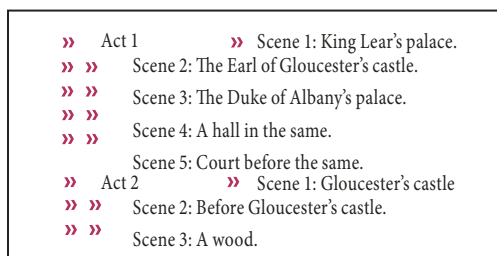 » Act 1 » Scene 1: King Lear's palace.
» » Scene 2: The Earl of Gloucester's castle.
» » Scene 3: The Duke of Albany's palace.
» »
» » Scene 4: A hall in the same.
Scene 5: Court before the same.
» Act 2 » Scene 1: Gloucester's castle
» » Scene 2: Before Gloucester's castle.
» » Scene 3: A wood.